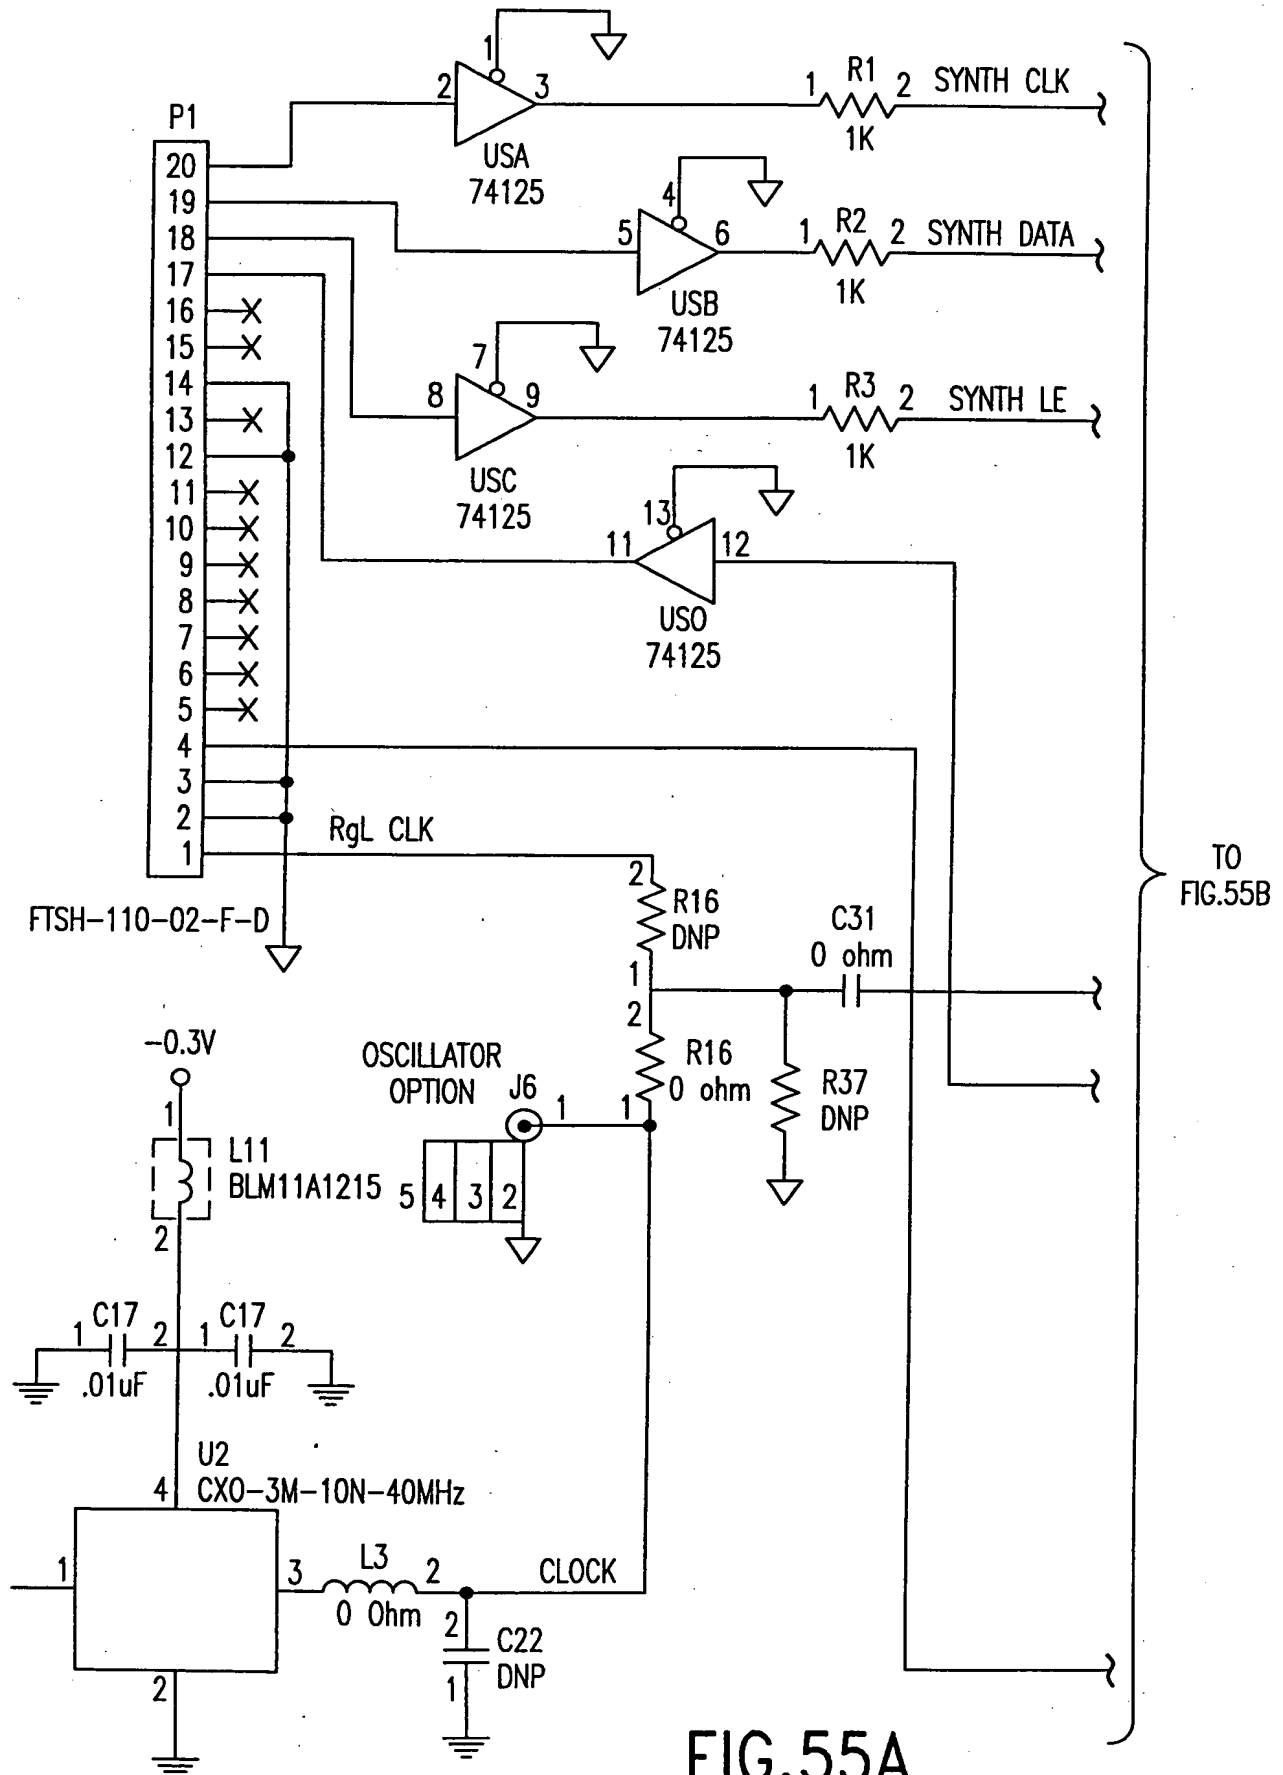 1
2
3
R1
1
2
SYNTH CLK
1K
USA
74125
P1
20
19
18
17
16
15
14
13
12
11
10
9
8
7
6
5
4
3
2
1
FTSH-110-02-F-D
4
5
6
R2
1
2
SYNTH DATA
1K
USB
74125
7
8
9
R3
1
2
SYNTH LE
1K
USC
74125
13
11
12
USO
74125
RgL CLK
2
R16
DNP
1
C31
0 ohm
TO
FIG.55B
2
R16
0 ohm
1
R37
DNP
OSCILLATOR
OPTION
J6
1
5
4
3
2
-0.3V
1
L11
BLM11A1215
2
C17
1
2
.01uF
C17
1
2
.01uF
U2
CXO-3M-10N-40MHz
4
1
3
2
L3
2
0 Ohm
CLOCK
2
C22
DNP
1
FIG.55A